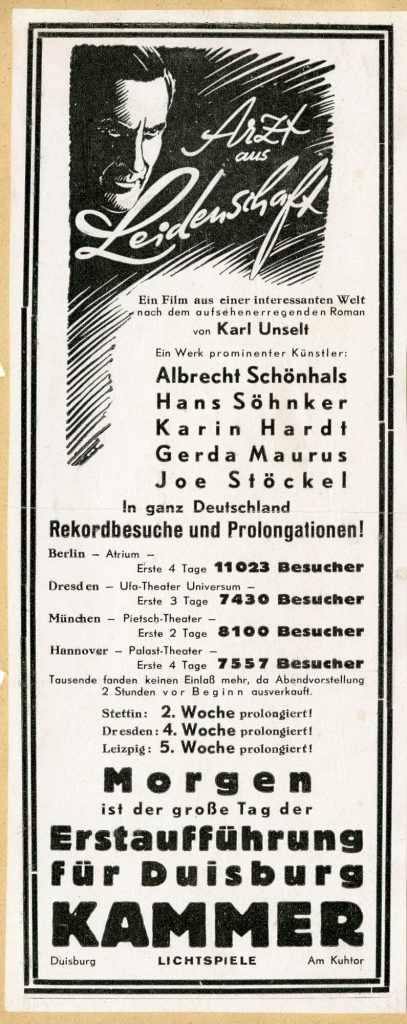 Arzt
aus
Leidenschaft
Ein Film aus einer interessanten Welt
nach dem aufsehenerregenden Roman
von Karl Unselt
Ein Werk prominenter Künstler:
Albrecht Schönhals
Hans Söhnker
Karin Hardt
Gerda Maurus
Joe Stöckel
In ganz Deutschland
Rekordbesuche und Prolongationen!
Berlin – Atrium –
Erste 4 Tage 11023 Besucher
Dresden – Ufa-Theater Universum –
Erste 3 Tage 7430 Besucher
München – Pietsch-Theater –
Erste 2 Tage 8100 Besucher
Hannover – Palast-Theater –
Erste 4 Tage 7557 Besucher
Tausende fanden keinen Einlaß mehr, da Abendvorstellung
2 Stunden vor Beginn ausverkauft.
Stettin: 2. Woche prolongiert!
Dresden: 4. Woche prolongiert!
Leipzig: 5. Woche prolongiert!
Morgen
ist der große Tag der
Erstaufführung
für Duisburg
KAMMER
Duisburg LICHTSPIELE Am Kuhtor